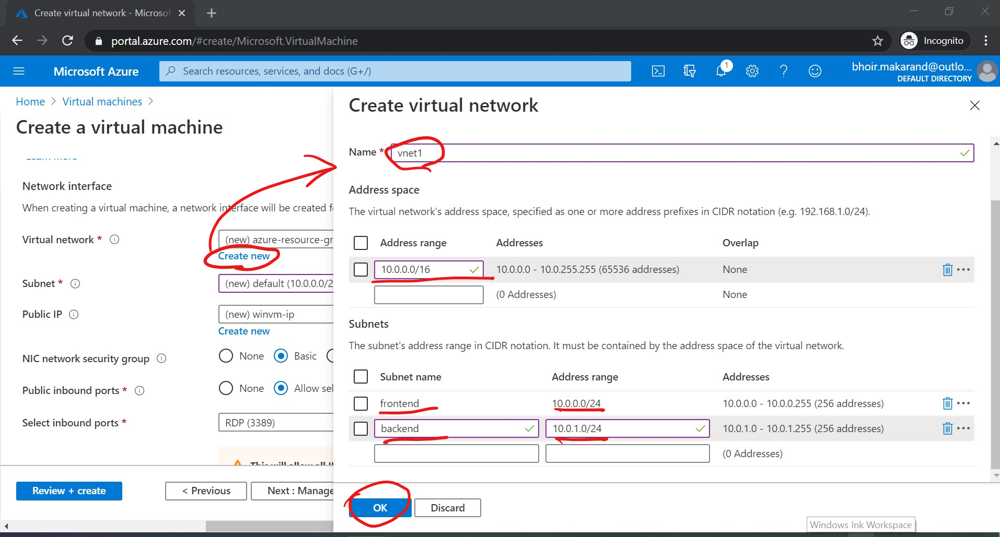 Create virtual network - Microsof
portal.azure.com/#create/Microsoft.VirtualMachine
Incognito
Microsoft Azure
Search resources, services, and docs (G+/)
1
bhoir.makarand@outlo...
DEFAULT DIRECTORY
Home > Virtual machines >
Create a virtual machine
Learn more
Network interface
When creating a virtual machine, a network interface will be created f
Virtual network *
(new) azure-resource-gr
Create new
Subnet *
(new) default (10.0.0.0/2
Public IP
(new) winvm-ip
Create new
NIC network security group
None
Basic
Public inbound ports *
None
Allow sel
Select inbound ports *
RDP (3389)
This will allow all I
Review + create
< Previous
Next : Manage
Create virtual network
Name *
vnet1
Address space
The virtual network's address space, specified as one or more address prefixes in CIDR notation (e.g. 192.168.1.0/24).
Address range Addresses Overlap
10.0.0.0/16 10.0.0.0 - 10.0.255.255 (65536 addresses) None
(0 Addresses) None
Subnets
The subnet's address range in CIDR notation. It must be contained by the address space of the virtual network.
Subnet name Address range Addresses
frontend 10.0.0.0/24 10.0.0.0 - 10.0.0.255 (256 addresses)
backend 10.0.1.0/24 10.0.1.0 - 10.0.1.255 (256 addresses)
(0 Addresses)
OK
Discard
Windows Ink Workspace